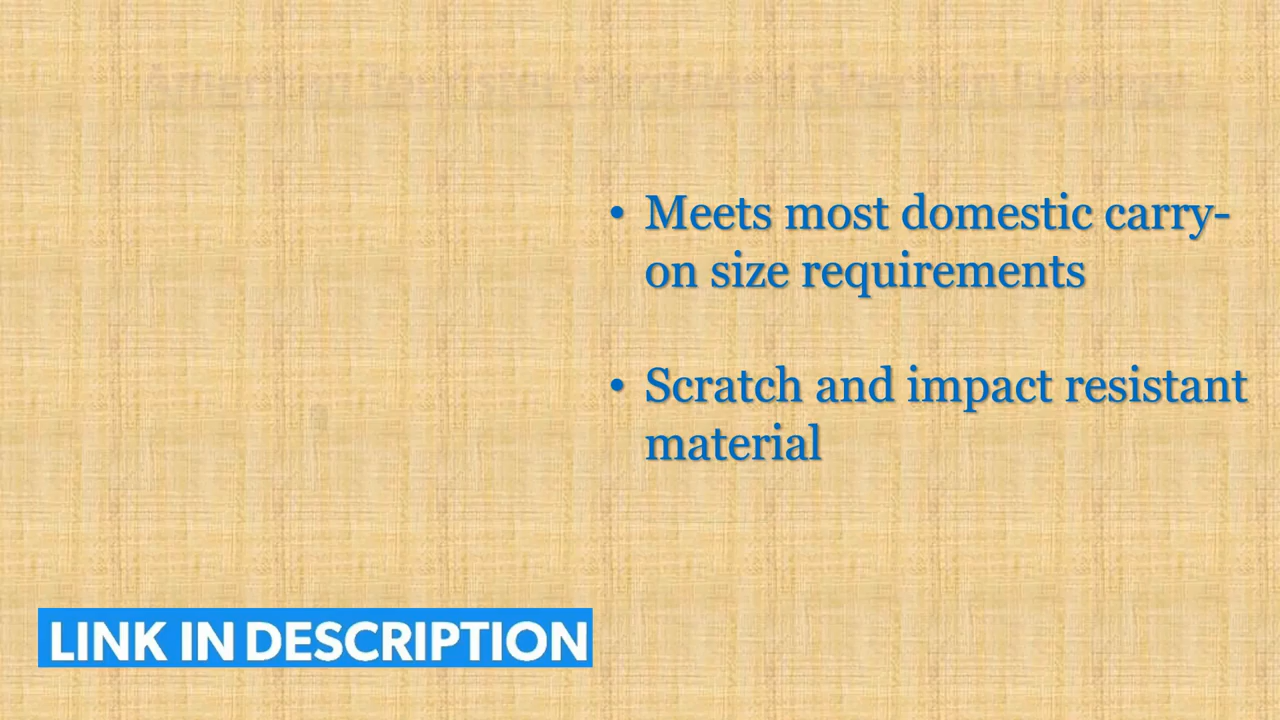 • Meets most domestic carry-
on size requirements
• Scratch and impact resistant
material
LINK IN DESCRIPTION